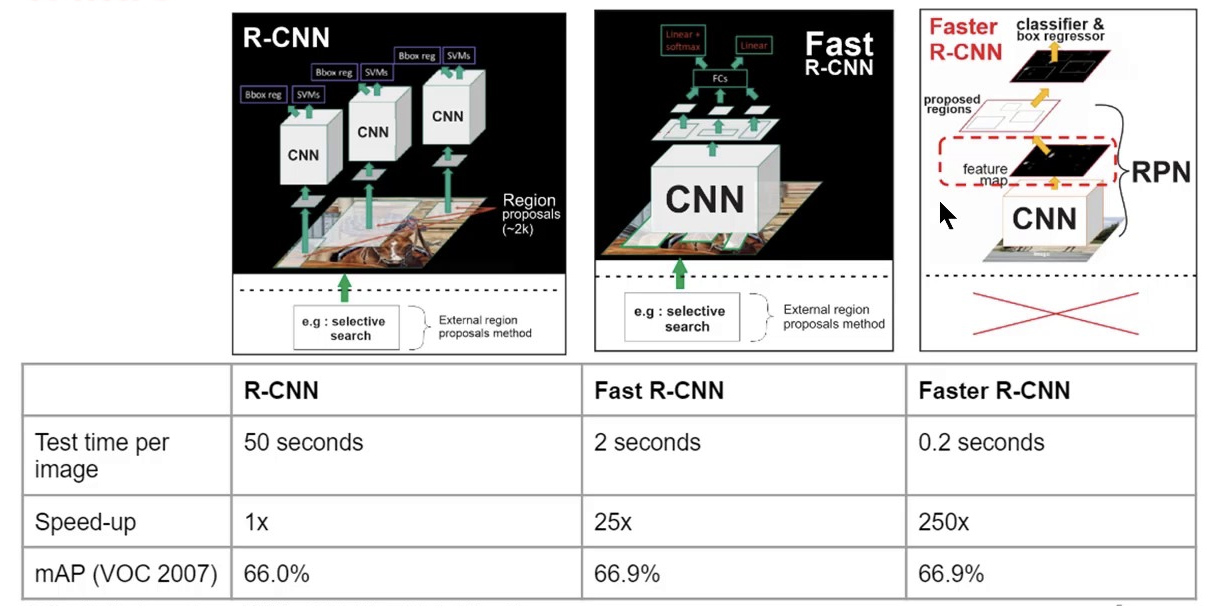 R-CNN
Bbox reg
SVMs
Bbox reg
SVMs
Bbox reg
SVMs
CNN
CNN
CNN
Region
proposals
(~2k)
e.g : selective
search
External region
proposals method
Fast
R-CNN
Linear +
softmax
Linear
FCs
CNN
e.g : selective
search
External region
proposals method
Faster
R-CNN
classifier &
box regressor
proposed
regions
feature
map
RPN
CNN
R-CNN Fast R-CNN Faster R-CNN
Test time per
image
50 seconds 2 seconds 0.2 seconds
Speed-up 1x 25x 250x
mAP (VOC 2007) 66.0% 66.9% 66.9%